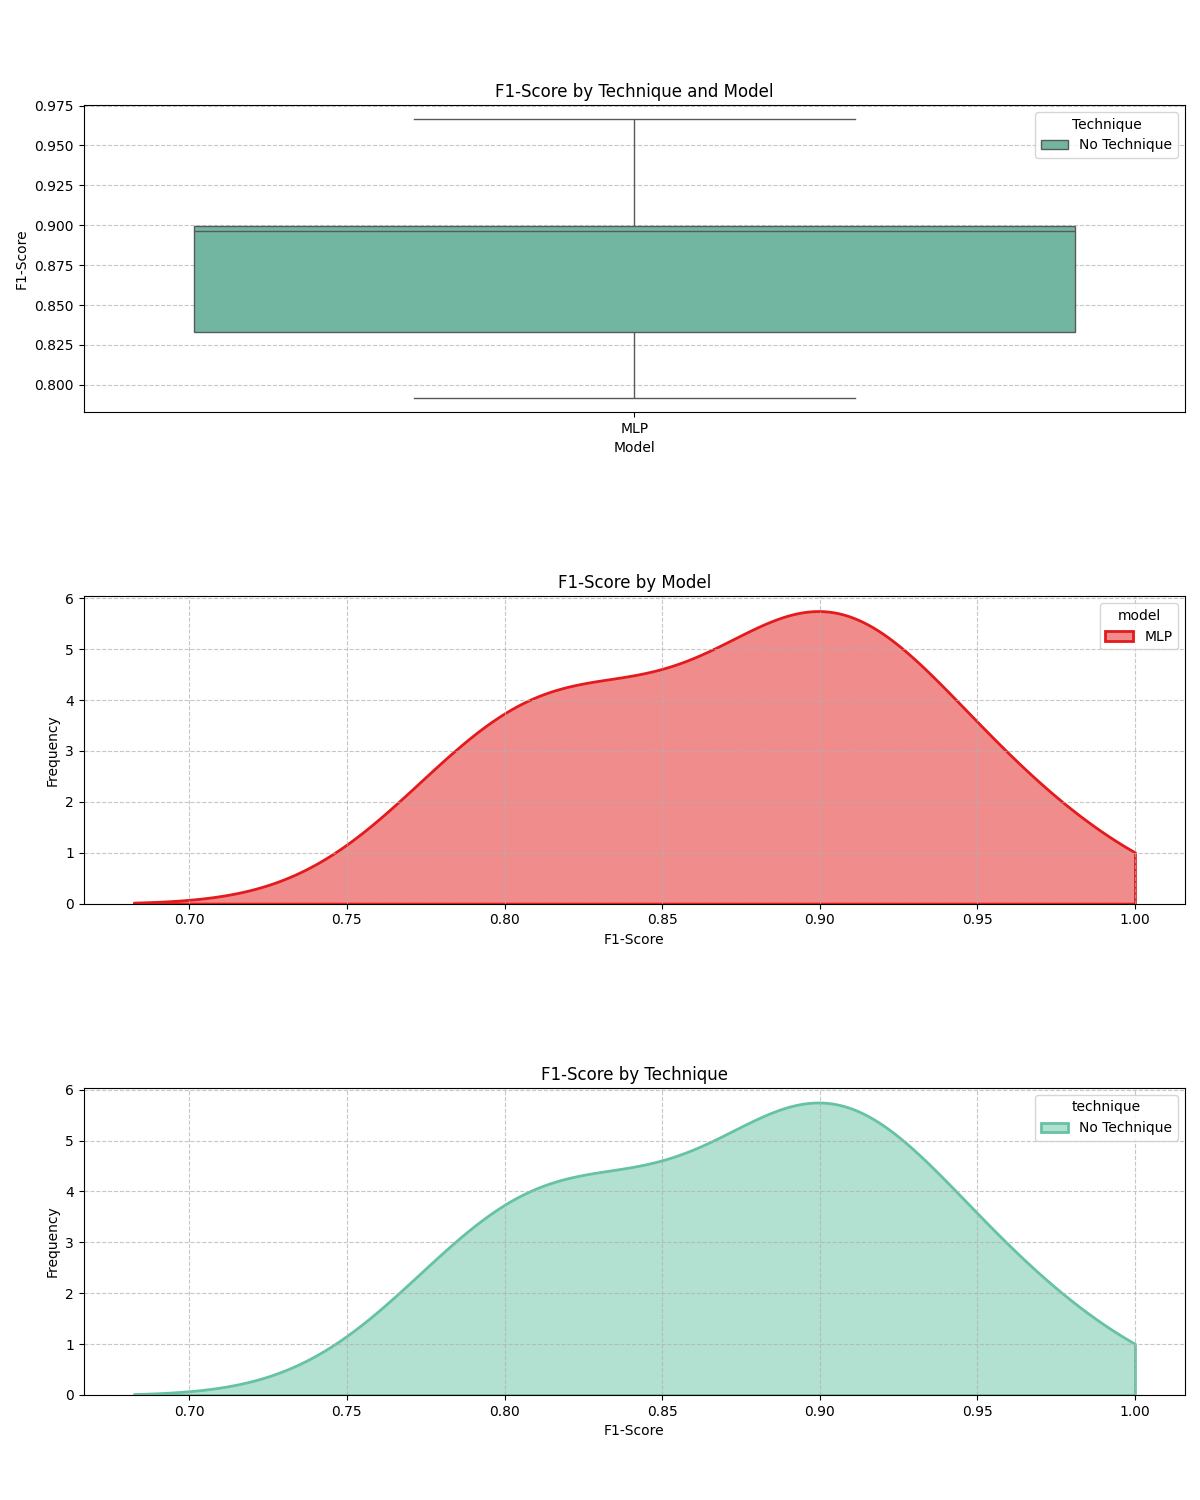 F1-Score by Technique and Model
0.975
0.950
0.925
0.900
0.875
0.850
0.825
0.800
F1-Score
Technique
No Technique
MLP
Model
F1-Score by Model
6
5
4
3
2
1
0
Frequency
model
MLP
0.70 0.75 0.80 0.85 0.90 0.95 1.00
F1-Score
F1-Score by Technique
6
5
4
3
2
1
0
Frequency
technique
No Technique
0.70 0.75 0.80 0.85 0.90 0.95 1.00
F1-Score